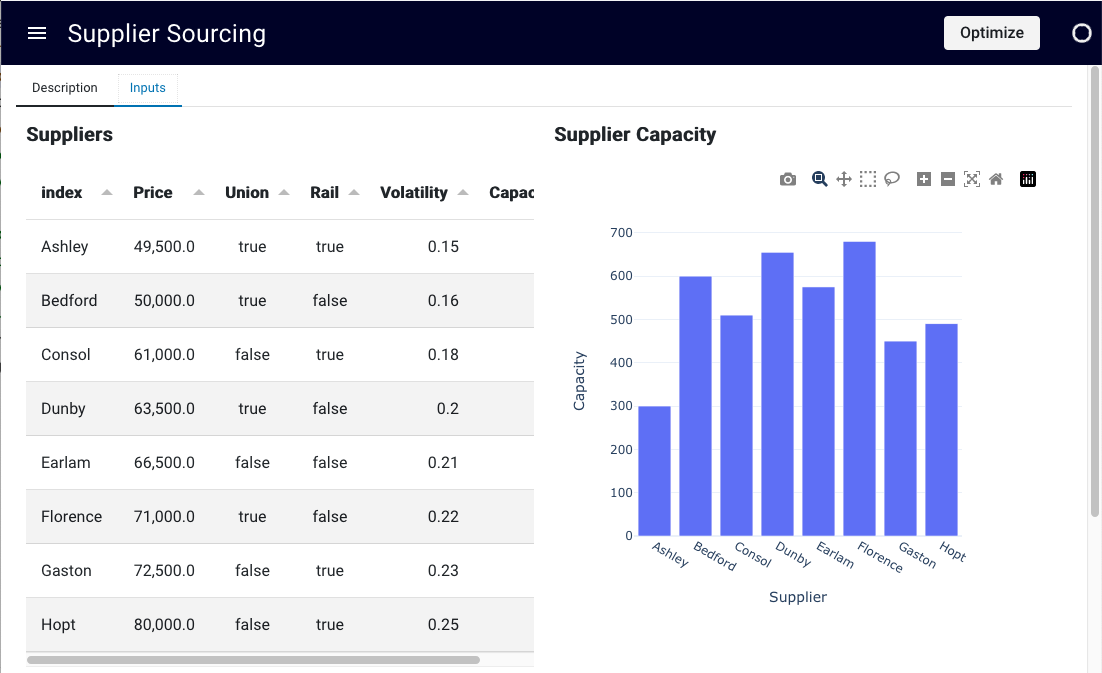 Supplier Sourcing
Optimize
Description Inputs
Suppliers
index Price Union Rail Volatility Capac
Ashley 49,500.0 true true 0.15
Bedford 50,000.0 true false 0.16
Consol 61,000.0 false true 0.18
Dunby 63,500.0 true false 0.2
Earlam 66,500.0 false false 0.21
Florence 71,000.0 true false 0.22
Gaston 72,500.0 false true 0.23
Hopt 80,000.0 false true 0.25
Supplier Capacity
700
600
500
400
300
200
100
0
Capacity
Ashley Bedford Consol Dunby Earlam Florence Gaston Hopt
Supplier